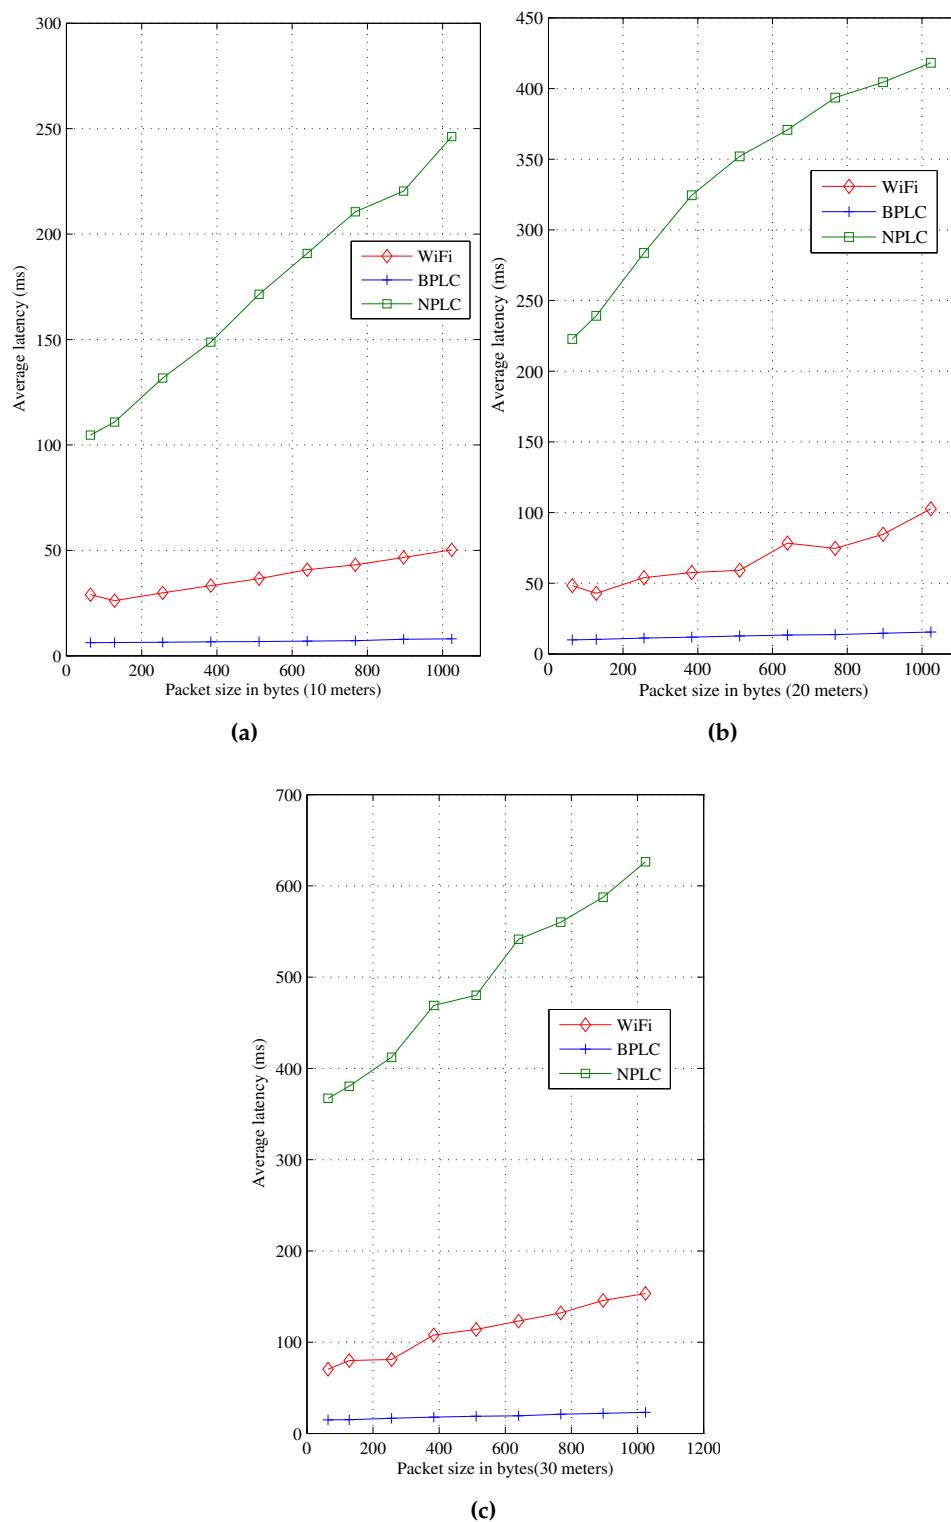 300
250
200
150
100
50
0
0 200 400 600 800 1000
Average latency (ms)
Packet size in bytes (10 meters)
WiFi
BPLC
NPLC
(a)
450
400
350
300
250
200
150
100
50
0
0 200 400 600 800 1000
Average latency (ms)
Packet size in bytes (20 meters)
WiFi
BPLC
NPLC
(b)
700
600
500
400
300
200
100
0
0 200 400 600 800 1000 1200
Average latency (ms)
Packet size in bytes(30 meters)
WiFi
BPLC
NPLC
(c)